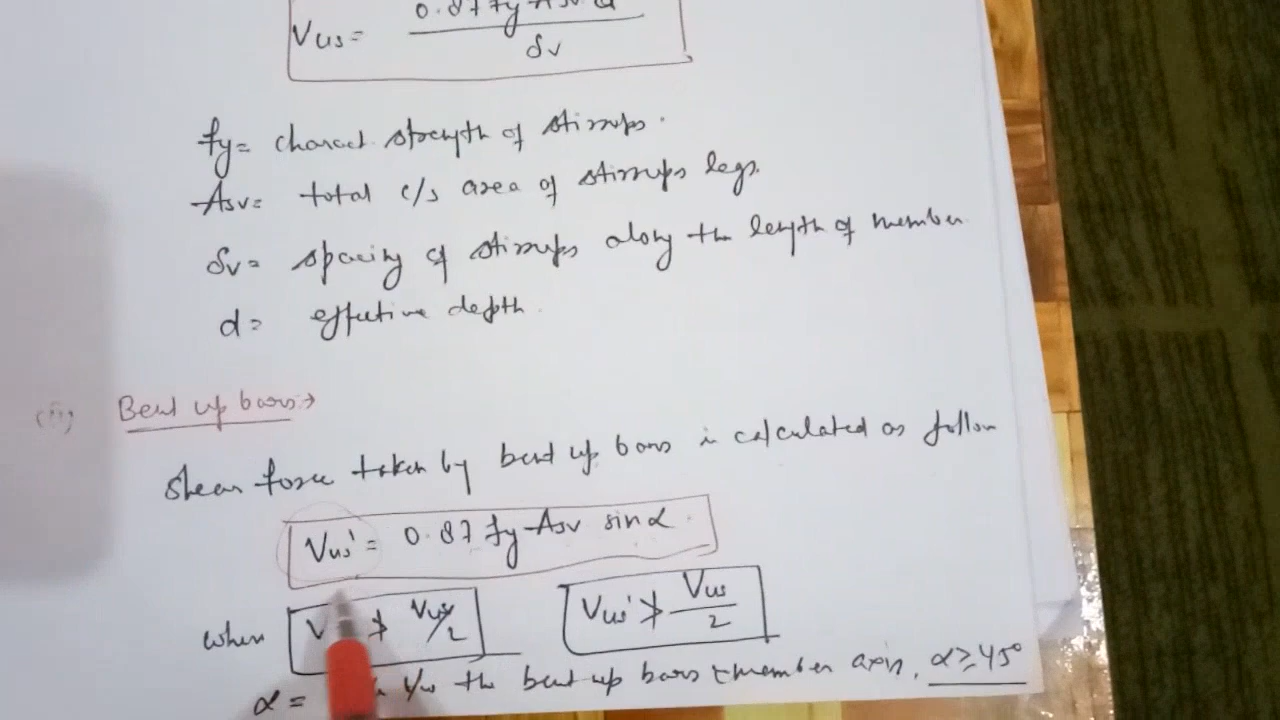 Vus = 0.87 fy Asv d
Sv
fy = charact. strength of stirrups.
Asv = total c/s area of stirrups legs.
Sv = spacing of stirrups along the length of member
d = effective depth.
(ii) Bent up bars:→
Shear force taken by bent up bars is calculated as follow
Vus' = 0.87 fy Asv sin α
when V ≯ Vus/2 Vus' ≯ Vus/2
α = b/w the bent up bars & member axis, α ≥ 45°